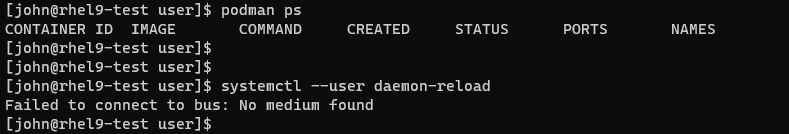 [john@rhel9-test user]$ podman ps
CONTAINER ID  IMAGE       COMMAND     CREATED     STATUS      PORTS       NAMES
[john@rhel9-test user]$
[john@rhel9-test user]$
[john@rhel9-test user]$ systemctl --user daemon-reload
Failed to connect to bus: No medium found
[john@rhel9-test user]$